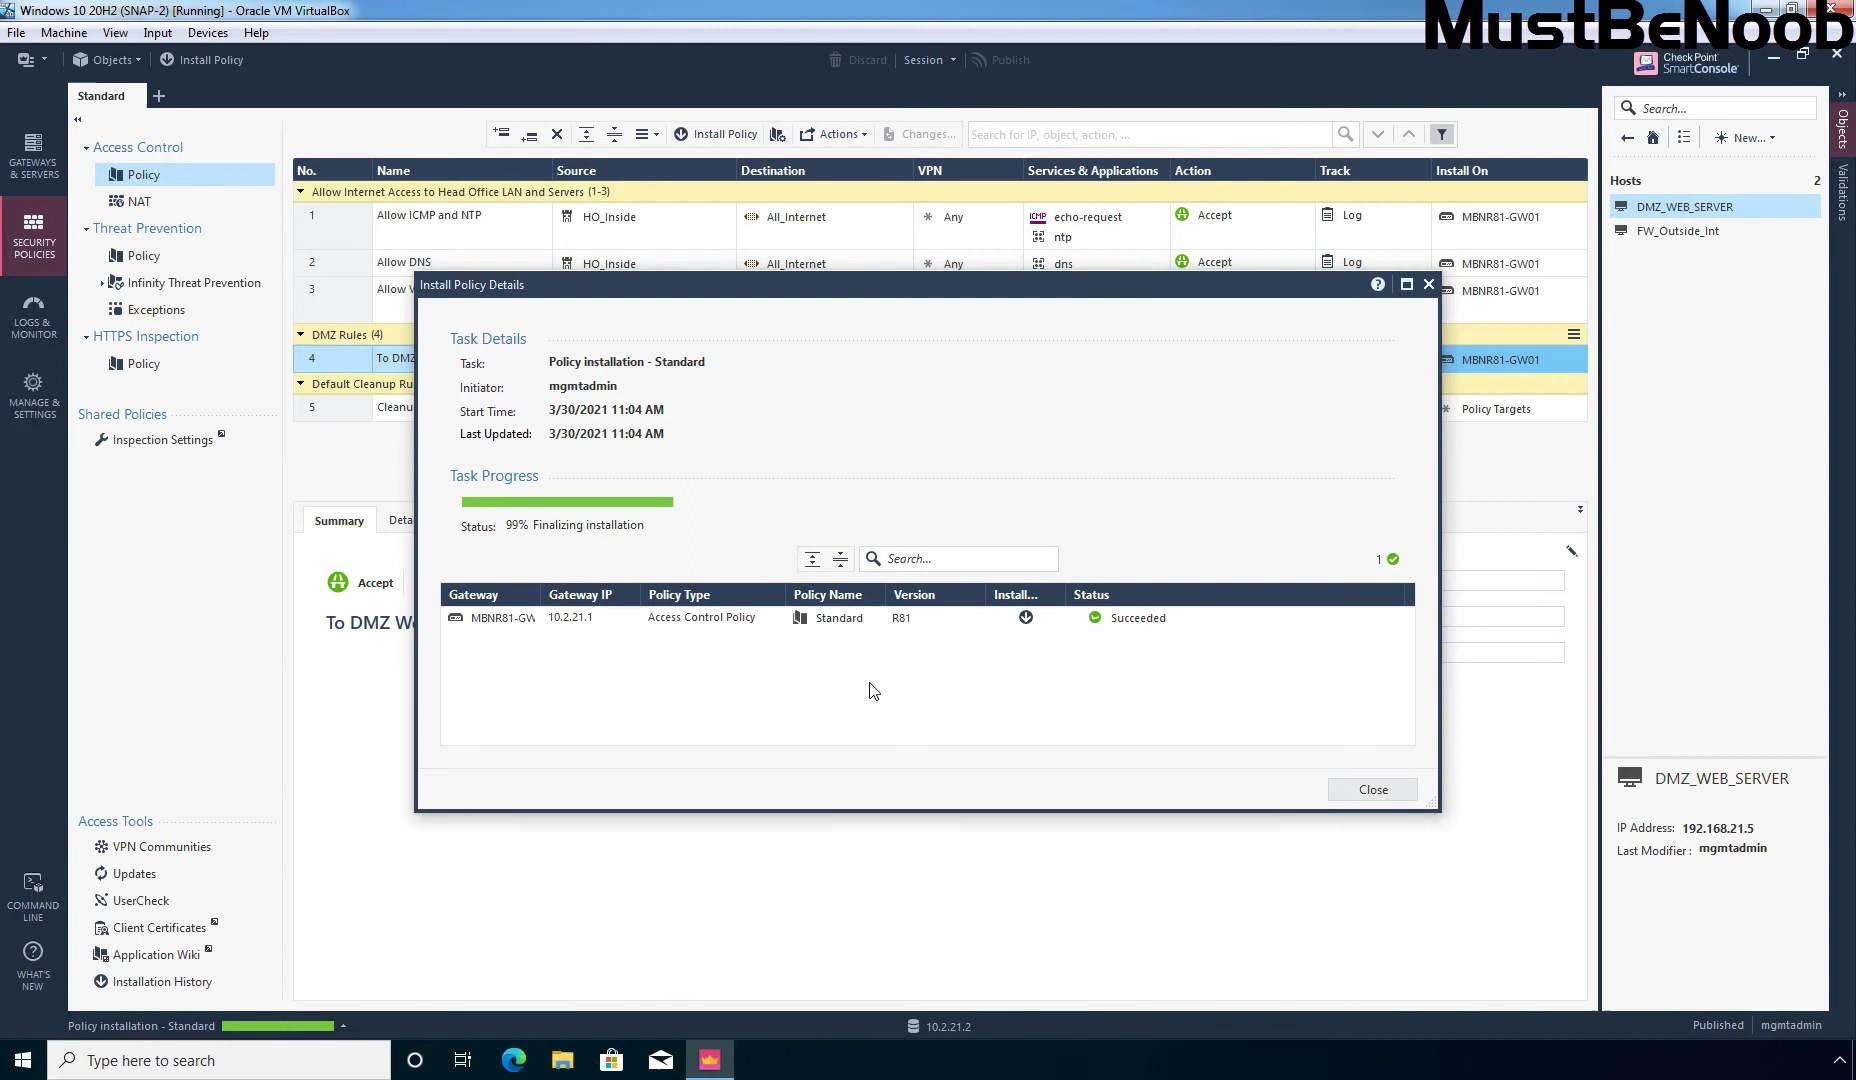 Windows 10 20H2 (SNAP-2) [Running] - Oracle VM VirtualBox
MustBeNoob
File Machine View Input Devices Help
Objects Install Policy Discard Session Publish
Check Point
SmartConsole
Standard
Search...
Objects
Access Control
Policy
NAT
Threat Prevention
Policy
Infinity Threat Prevention
Exceptions
HTTPS Inspection
Policy
Shared Policies
Inspection Settings
GATEWAYS
& SERVERS
SECURITY
POLICIES
LOGS &
MONITOR
MANAGE &
SETTINGS
COMMAND
LINE
WHAT'S
NEW
Install Policy Actions Changes... Search for IP, object, action, ...
No. Name Source Destination VPN Services & Applications Action Track Install On
Allow Internet Access to Head Office LAN and Servers (1-3)
1 Allow ICMP and NTP HO_Inside All_Internet Any ICMP echo-request Accept Log MBNR81-GW01
ntp
2 Allow DNS HO_Inside All_Internet Any dns Accept Log MBNR81-GW01
3 MBNR81-GW01
DMZ Rules (4)
4 To DMZ MBNR81-GW01
Default Cleanup
5 Policy Targets
Install Policy Details
Task Details
Task: Policy installation - Standard
Initiator: mgmtadmin
Start Time: 3/30/2021 11:04 AM
Last Updated: 3/30/2021 11:04 AM
Task Progress
Status: 99% Finalizing installation
Search...
1
Gateway Gateway IP Policy Type Policy Name Version Install... Status
MBNR81-GW 10.2.21.1 Access Control Policy Standard R81 Succeeded
Close
Summary
Accept
To DMZ
New...
Validations
Hosts 2
DMZ_WEB_SERVER
FW_Outside_Int
DMZ_WEB_SERVER
IP Address: 192.168.21.5
Last Modifier : mgmtadmin
Access Tools
VPN Communities
Updates
UserCheck
Client Certificates
Application Wiki
Installation History
Policy installation - Standard 10.2.21.2 Published mgmtadmin
Type here to search